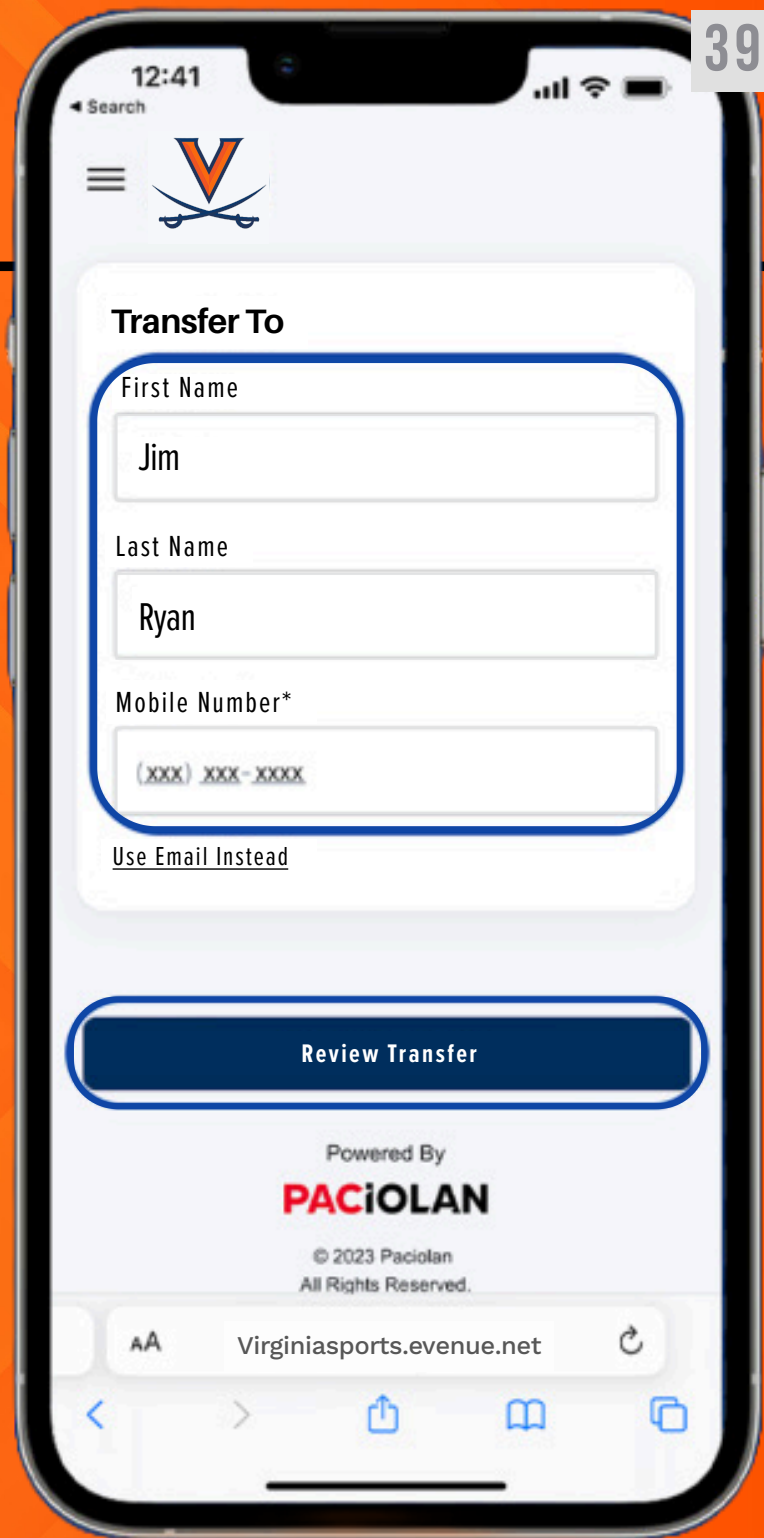 39
12:41
◂ Search
V
Transfer To
First Name
Jim
Last Name
Ryan
Mobile Number*
(xxx) xxx-xxxx
Use Email Instead
Review Transfer
Powered By
PACiOLAN
© 2023 Paciolan
All Rights Reserved.
AA Virginiasports.evenue.net